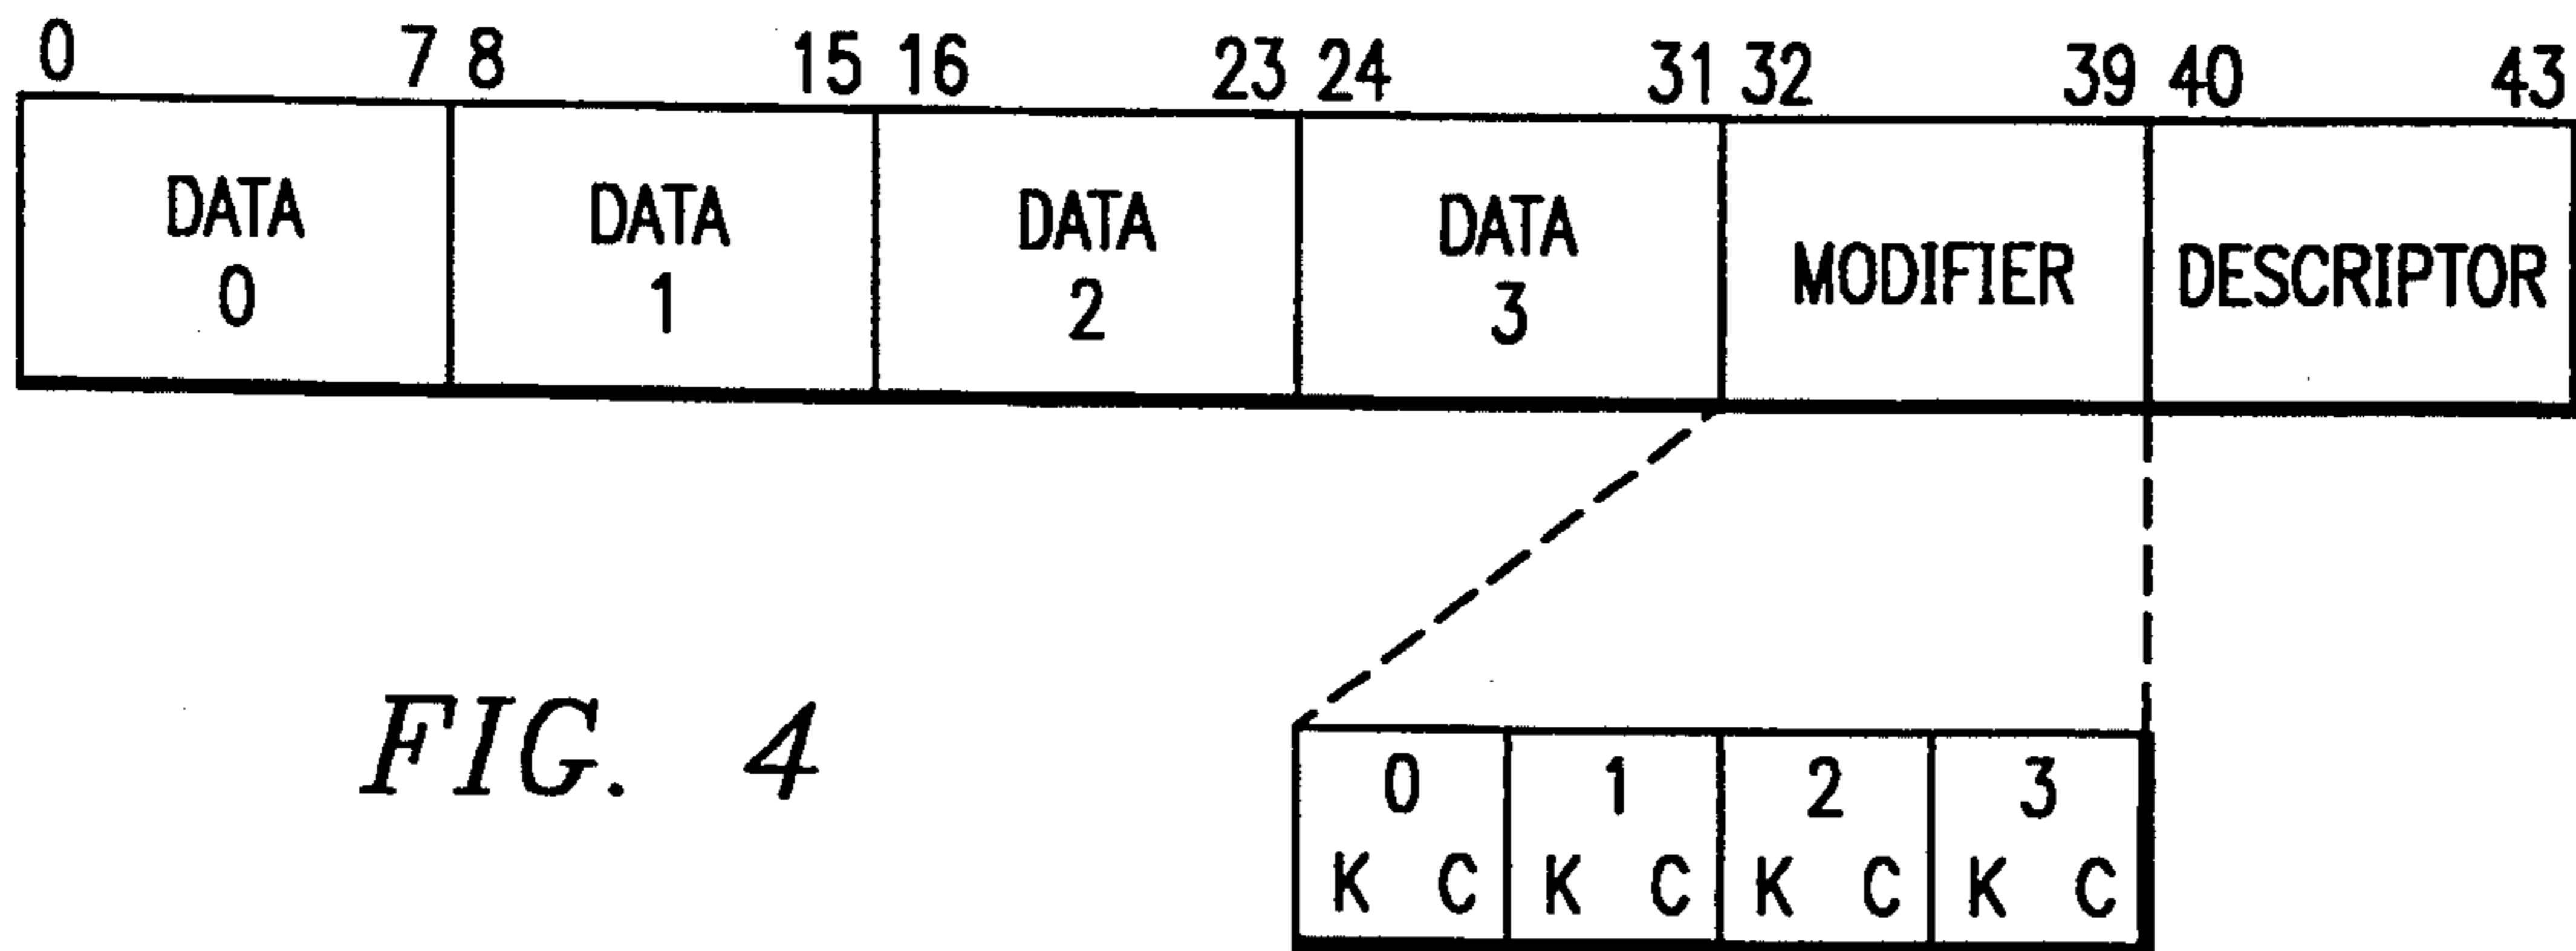 0 7 8 15 16 23 24 31 32 39 40 43
DATA 0
DATA 1
DATA 2
DATA 3
MODIFIER
DESCRIPTOR
0 1 2 3
K C K C K C K C
FIG. 4